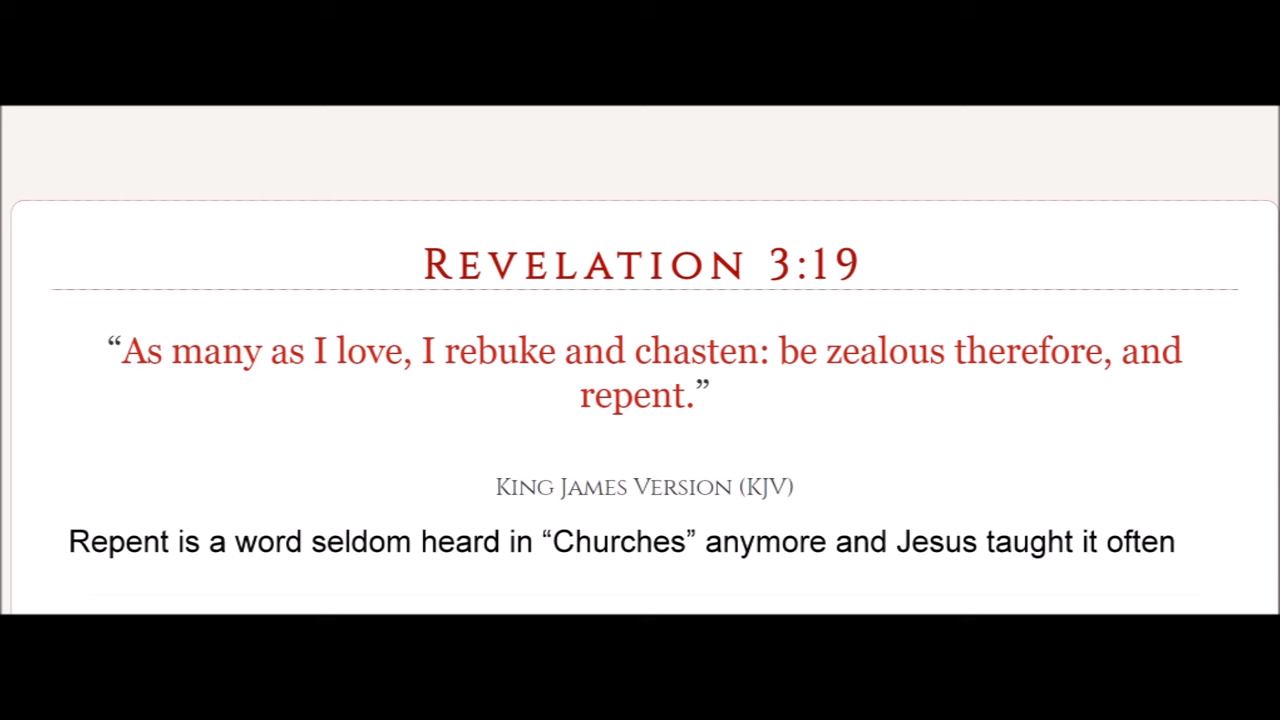 Revelation 3:19
“As many as I love, I rebuke and chasten: be zealous therefore, and
repent.”
King James Version (KJV)
Repent is a word seldom heard in “Churches” anymore and Jesus taught it often